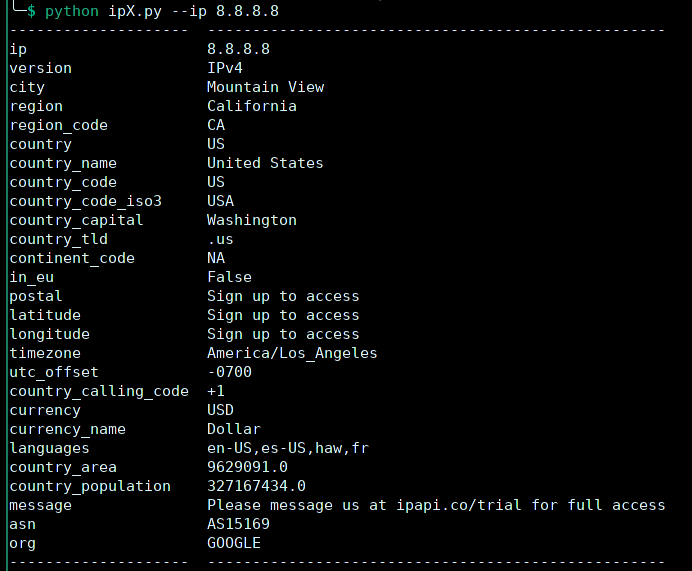 └─$ python ipX.py --ip 8.8.8.8
-------------------- ---------------------------------------------------
ip 8.8.8.8
version IPv4
city Mountain View
region California
region_code CA
country US
country_name United States
country_code US
country_code_iso3 USA
country_capital Washington
country_tld .us
continent_code NA
in_eu False
postal Sign up to access
latitude Sign up to access
longitude Sign up to access
timezone America/Los_Angeles
utc_offset -0700
country_calling_code +1
currency USD
currency_name Dollar
languages en-US,es-US,haw,fr
country_area 9629091.0
country_population 327167434.0
message Please message us at ipapi.co/trial for full access
asn AS15169
org GOOGLE
-------------------- ---------------------------------------------------